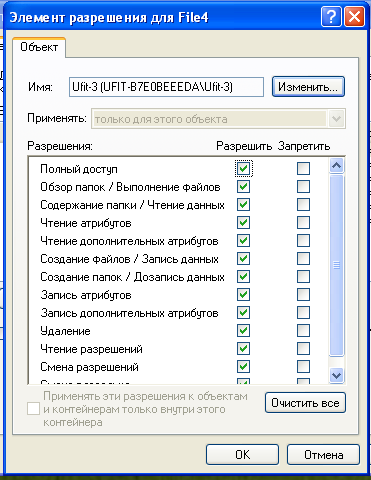 Элемент разрешения для File4
Объект
Имя: Ufit-3 (UFIT-B7E0BEEEDA\Ufit-3) Изменить...
Применять: только для этого объекта
Разрешения: Разрешить Запретить
Полный доступ
Обзор папок / Выполнение файлов
Содержание папки / Чтение данных
Чтение атрибутов
Чтение дополнительных атрибутов
Создание файлов / Запись данных
Создание папок / Дозапись данных
Запись атрибутов
Запись дополнительных атрибутов
Удаление
Чтение разрешений
Смена разрешений
Применять эти разрешения к объектам
и контейнерам только внутри этого
контейнера
Очистить все
OK Отмена